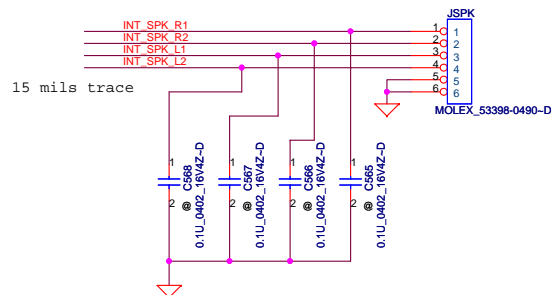 JSPK
INT_SPK_R1
INT_SPK_R2
INT_SPK_L1
INT_SPK_L2
1
2
3
4
5
6
1
2
3
4
5
6
15 mils trace
MOLEX_53398-0490~D
1
2
@ C568
0.1U_0402_16V4Z~D
1
2
@ C567
0.1U_0402_16V4Z~D
1
2
@ C566
0.1U_0402_16V4Z~D
1
2
@ C565
0.1U_0402_16V4Z~D